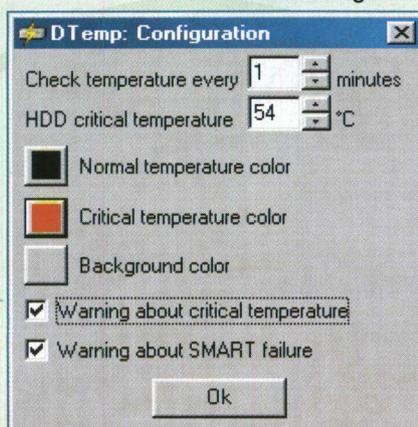 DTemp: Configuration
Check temperature every 1 minutes
HDD critical temperature 54 °C
Normal temperature color
Critical temperature color
Background color
Warning about critical temperature
Warning about SMART failure
Ok